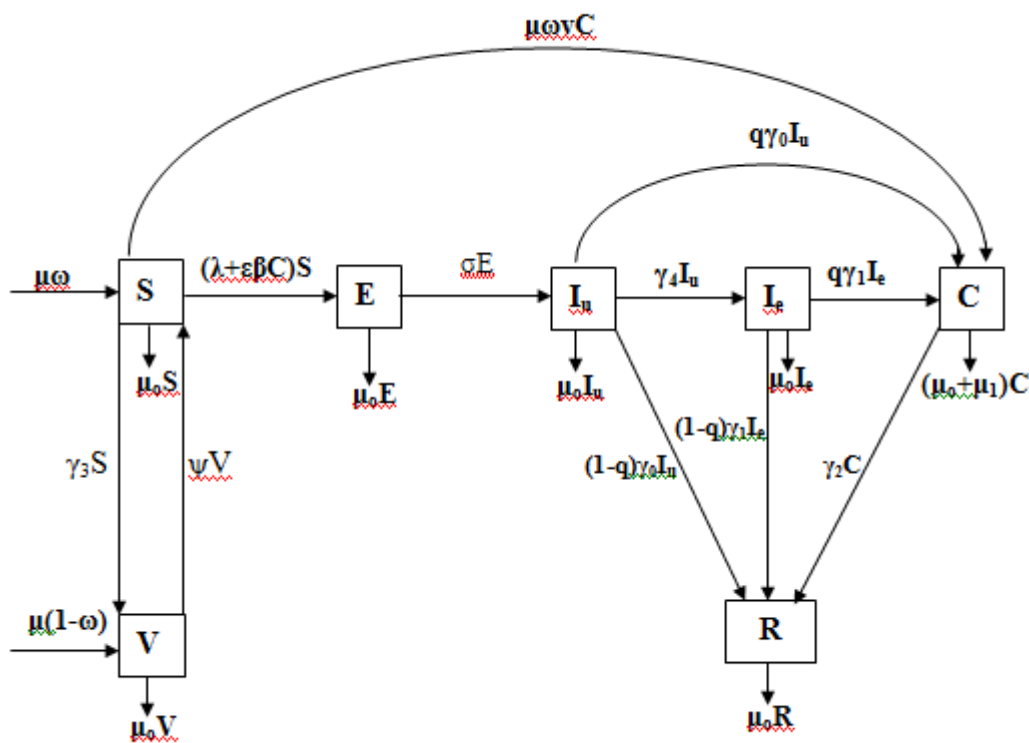 μωvC
qγ₀Iᵤ
μω
S
(λ+εβC)S
E
σE
Iᵤ
γ₄Iᵤ
Iₑ
qγ₁Iₑ
C
μₒS
μₒE
μₒIᵤ
μₒIₑ
(μₒ+μ₁)C
γ₃S
ψV
(1-q)γ₀Iᵤ
(1-q)γ₁Iₑ
γ₂C
μ(1-ω)
V
R
μₒV
μₒR